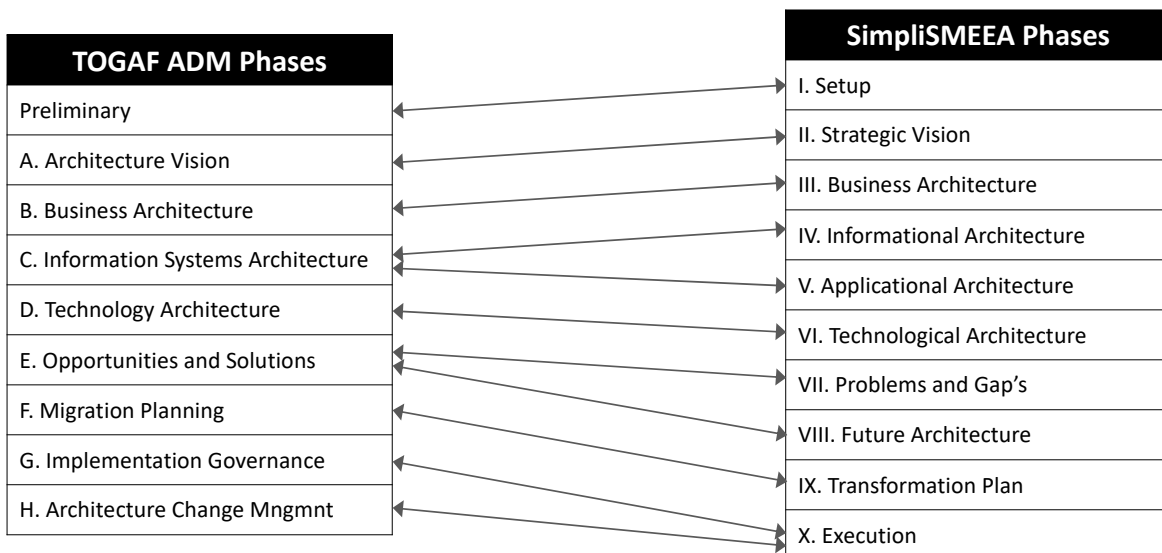 TOGAF ADM Phases
Preliminary
A. Architecture Vision
B. Business Architecture
C. Information Systems Architecture
D. Technology Architecture
E. Opportunities and Solutions
F. Migration Planning
G. Implementation Governance
H. Architecture Change Mngmnt
SimpliSMEEA Phases
I. Setup
II. Strategic Vision
III. Business Architecture
IV. Informational Architecture
V. Applicational Architecture
VI. Technological Architecture
VII. Problems and Gap’s
VIII. Future Architecture
IX. Transformation Plan
X. Execution